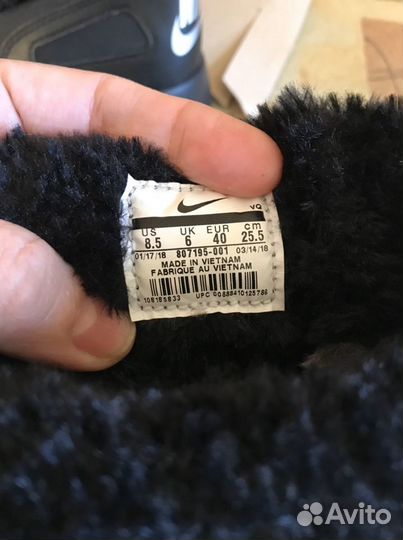 VQ
US UK EUR cm
8.5 6 40 25.5
01/17/18 807195-001 03/14/18
MADE IN VIETNAM
FABRIQUE AU VIETNAM
UPC
Avito